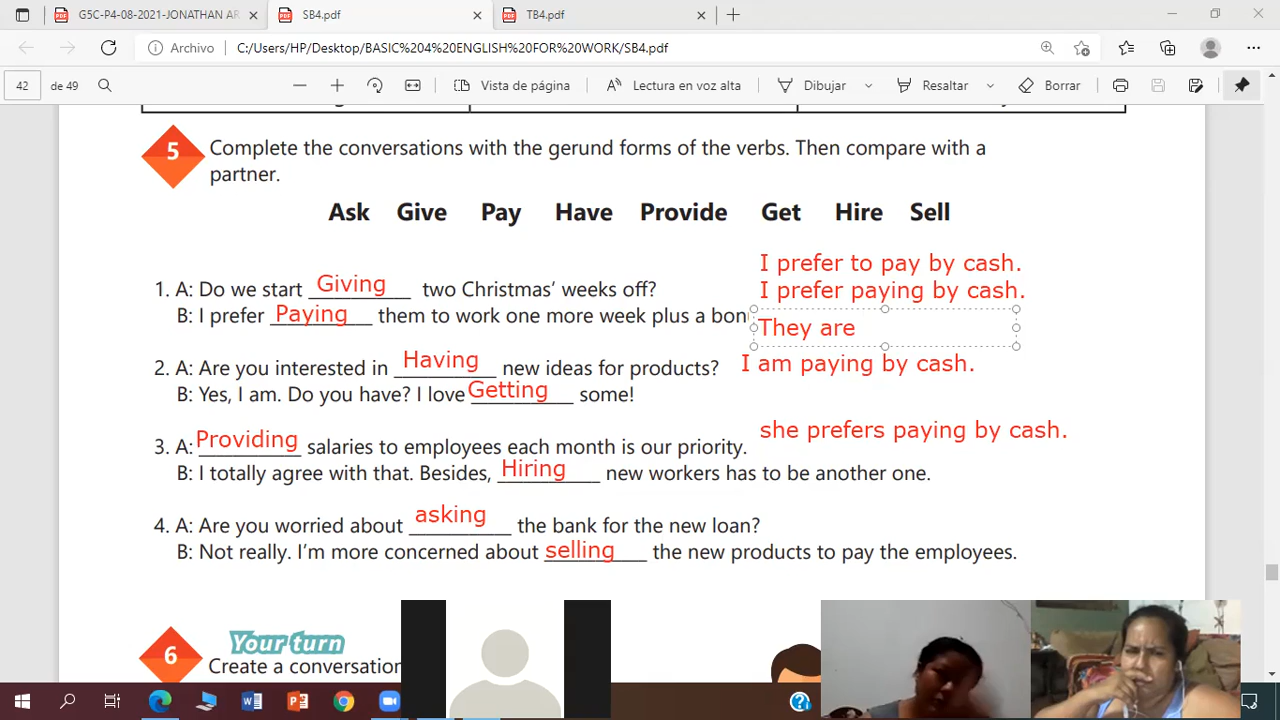 G5C-P4-08-2021-JONATHAN AR
SB4.pdf
TB4.pdf
Archivo
C:/Users/HP/Desktop/BASIC%204%20ENGLISH%20FOR%20WORK/SB4.pdf
42 de 49
Vista de página
Lectura en voz alta
Dibujar
Resaltar
Borrar
5 Complete the conversations with the gerund forms of the verbs. Then compare with a
partner.
Ask Give Pay Have Provide Get Hire Sell
I prefer to pay by cash.
1. A: Do we start Giving two Christmas' weeks off?
I prefer paying by cash.
B: I prefer Paying them to work one more week plus a bon
They are
2. A: Are you interested in Having new ideas for products?
I am paying by cash.
B: Yes, I am. Do you have? I love Getting some!
she prefers paying by cash.
3. A: Providing salaries to employees each month is our priority.
B: I totally agree with that. Besides, Hiring new workers has to be another one.
4. A: Are you worried about asking the bank for the new loan?
B: Not really. I'm more concerned about selling the new products to pay the employees.
6 Your turn
Create a conversation